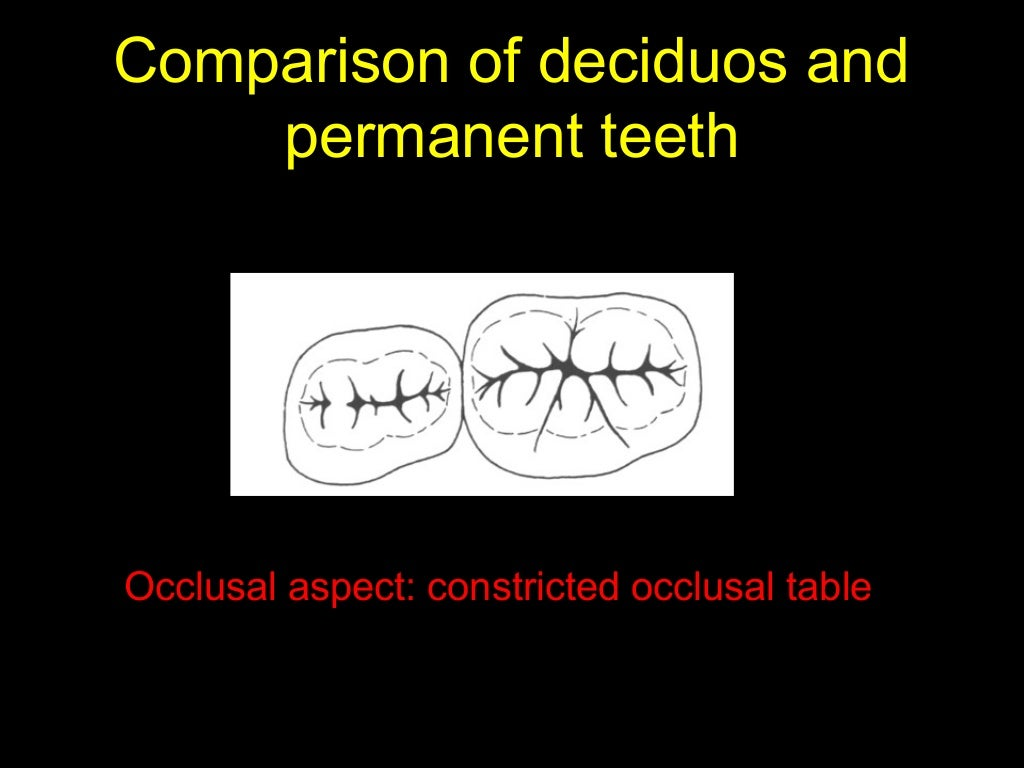 Comparison of deciduos and
permanent teeth
Occlusal aspect: constricted occlusal table